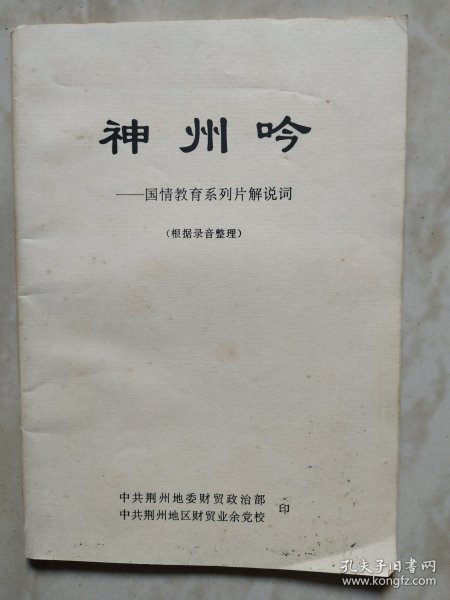 神州吟
——国情教育系列片解说词
（根据录音整理）
中共荆州地委财贸政治部
中共荆州地区财贸业余党校
印
孔夫子旧书网
www.kongfz.com